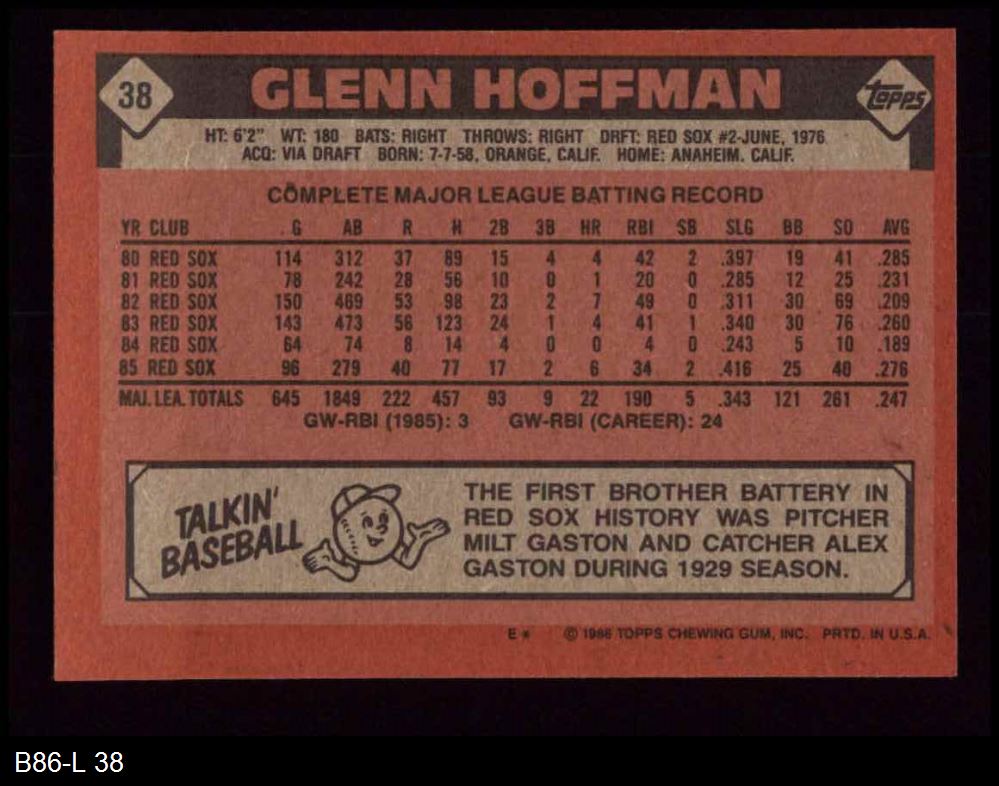 38 GLENN HOFFMAN topps
HT: 6'2" WT: 180 BATS: RIGHT THROWS: RIGHT DRFT: RED SOX #2-JUNE, 1976
ACQ: VIA DRAFT BORN: 7-7-58, ORANGE, CALIF. HOME: ANAHEIM. CALIF.
COMPLETE MAJOR LEAGUE BATTING RECORD
YR CLUB G AB R H 2B 3B HR RBI SB SLG BB SO AVG
80 RED SOX 114 312 37 89 15 4 4 42 2 .397 19 41 .285
81 RED SOX 78 242 28 56 10 0 1 20 0 .285 12 25 .231
82 RED SOX 150 469 53 98 23 2 7 49 0 .311 30 69 .209
83 RED SOX 143 473 56 123 24 1 4 41 1 .340 30 76 .260
84 RED SOX 64 74 8 14 4 0 0 4 0 .243 5 10 .189
85 RED SOX 96 279 40 77 17 2 6 34 2 .416 25 40 .276
MAJ. LEA. TOTALS 645 1849 222 457 93 9 22 190 5 .343 121 261 .247
GW-RBI (1985): 3 GW-RBI (CAREER): 24
TALKIN'
BASEBALL
THE FIRST BROTHER BATTERY IN
RED SOX HISTORY WAS PITCHER
MILT GASTON AND CATCHER ALEX
GASTON DURING 1929 SEASON.
E* © 1986 TOPPS CHEWING GUM, INC. PRTD. IN U.S.A.
B86-L 38